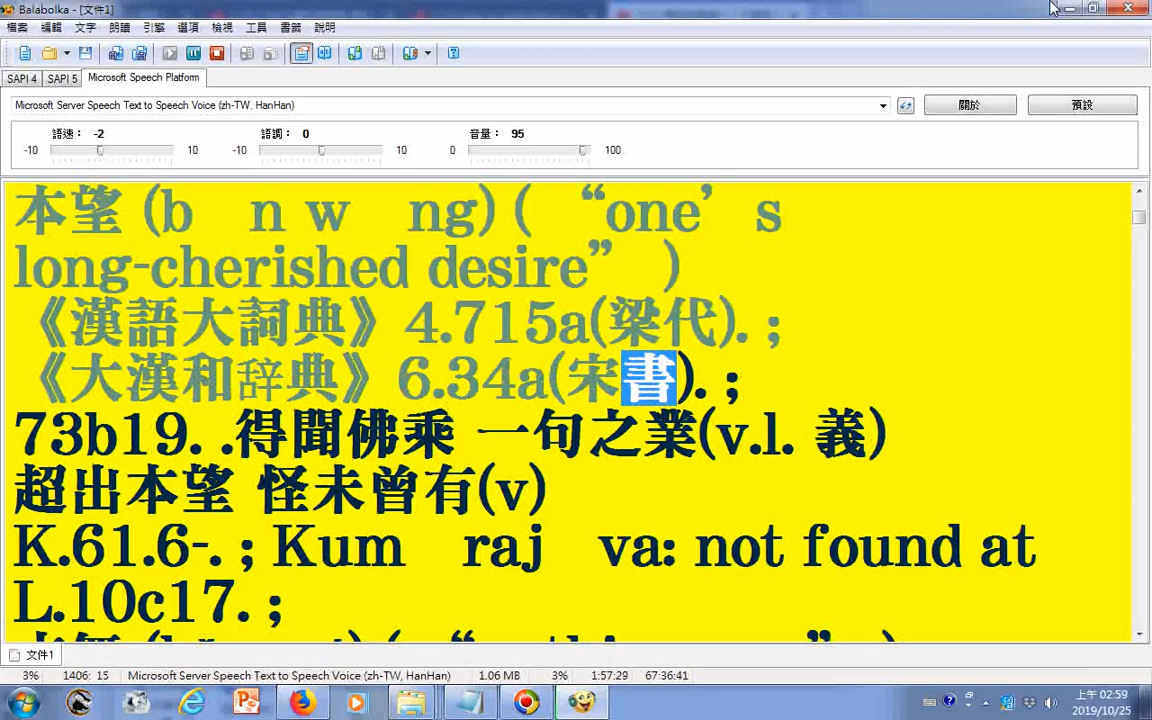 Balabolka - [文件1]
檔案 編輯 文字 朗讀 引擎 選項 檢視 工具 書籤 說明
SAPI 4 SAPI 5 Microsoft Speech Platform
Microsoft Server Speech Text to Speech Voice (zh-TW, HanHan) 關於 預設
語速： -2 語調： 0 音量： 95
-10 10 -10 10 0 100
本望 (b n w ng) ( “one’ s
long-cherished desire” )
《漢語大詞典》 4.715a(梁代). ;
《大漢和辞典》 6.34a(宋書). ;
73b19. .得聞佛乘 一句之業(v.l. 義)
超出本望 怪未曾有(v)
K.61.6-. ; Kum raj va: not found at
L.10c17. ;
文件1
3% 1406: 15 Microsoft Server Speech Text to Speech Voice (zh-TW, HanHan) 1.06 MB 3% 1:57:29 67:36:41
上午 02:59
2019/10/25